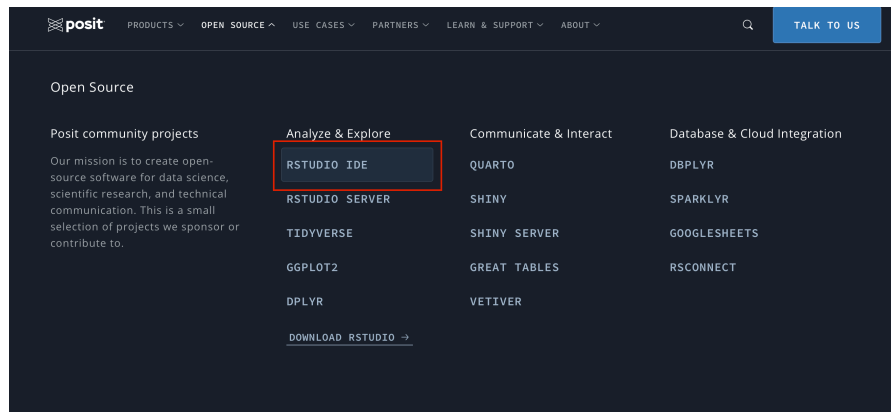 posit PRODUCTS OPEN SOURCE USE CASES PARTNERS LEARN & SUPPORT ABOUT TALK TO US
Open Source
Posit community projects
Our mission is to create open-
source software for data science,
scientific research, and technical
communication. This is a small
selection of projects we sponsor or
contribute to.
Analyze & Explore
RSTUDIO IDE
RSTUDIO SERVER
TIDYVERSE
GGPLOT2
DPLYR
DOWNLOAD RSTUDIO →
Communicate & Interact
QUARTO
SHINY
SHINY SERVER
GREAT TABLES
VETIVER
Database & Cloud Integration
DBPLYR
SPARKLYR
GOOGLESHEETS
RSCONNECT